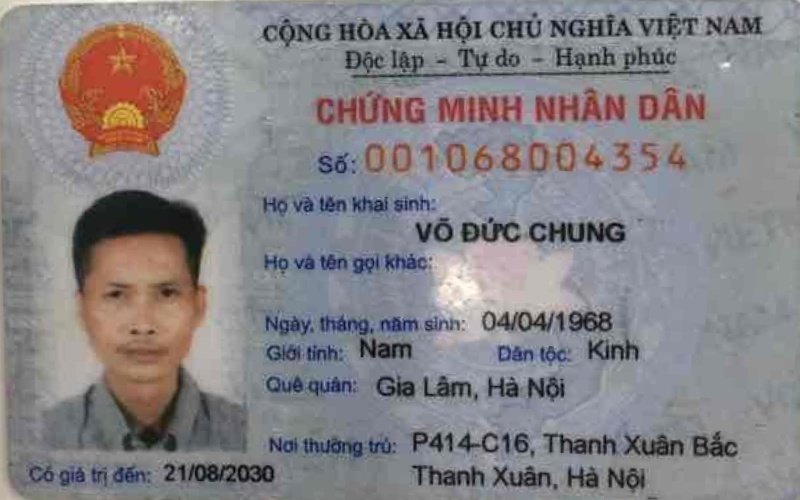 CỘNG HÒA XÃ HỘI CHỦ NGHĨA VIỆT NAM
Độc lập - Tự do - Hạnh phúc
CHỨNG MINH NHÂN DÂN
Số: 001068004354
Họ và tên khai sinh:
VÕ ĐỨC CHUNG
Họ và tên gọi khác:
Ngày, tháng, năm sinh: 04/04/1968
Giới tính: Nam Dân tộc: Kinh
Quê quán: Gia Lâm, Hà Nội
Nơi thường trú: P414-C16, Thanh Xuân Bắc
Thanh Xuân, Hà Nội
Có giá trị đến: 21/08/2030